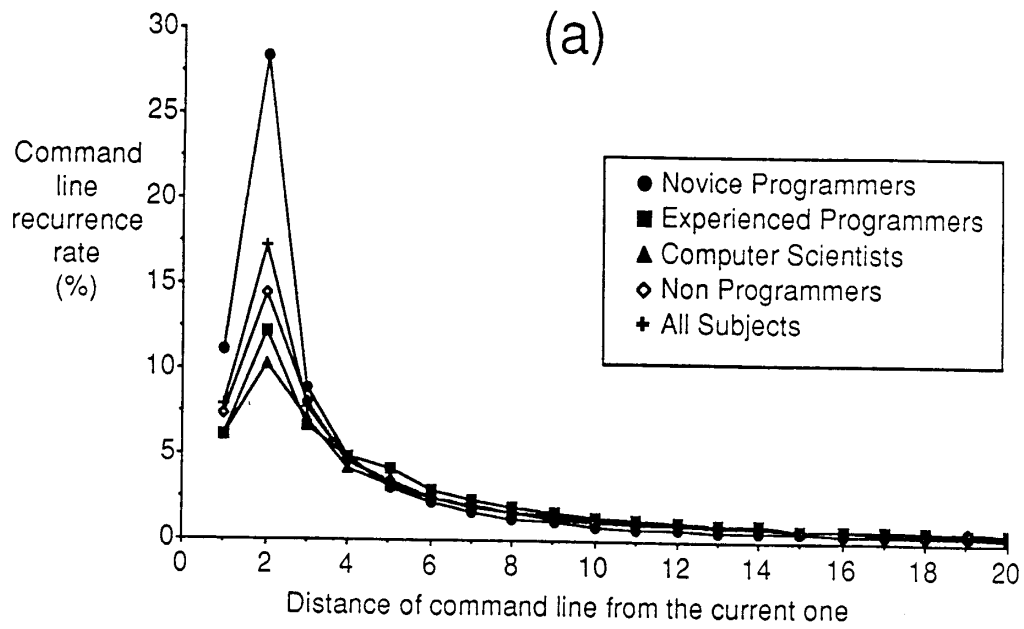 (a)
30
25
20
15
10
5
0
Command
line
recurrence
rate
(%)
Novice Programmers
Experienced Programmers
Computer Scientists
Non Programmers
All Subjects
0 2 4 6 8 10 12 14 16 18 20
Distance of command line from the current one